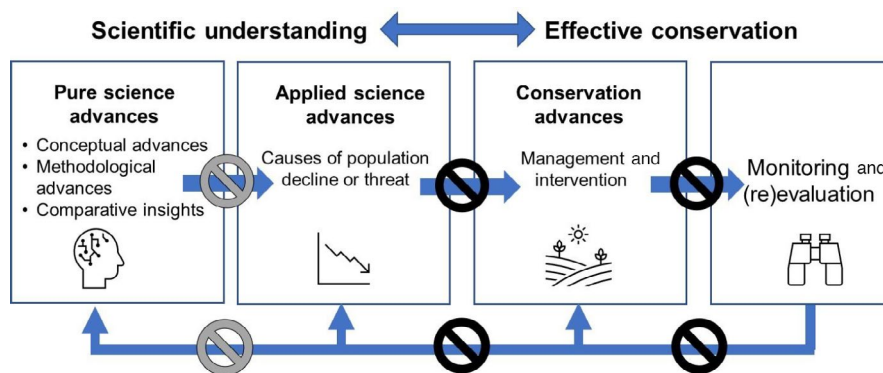 Scientific understanding
Effective conservation
Pure science
advances
• Conceptual advances
• Methodological
advances
• Comparative insights
Applied science
advances
Causes of population
decline or threat
Conservation
advances
Management and
intervention
Monitoring and
(re)evaluation